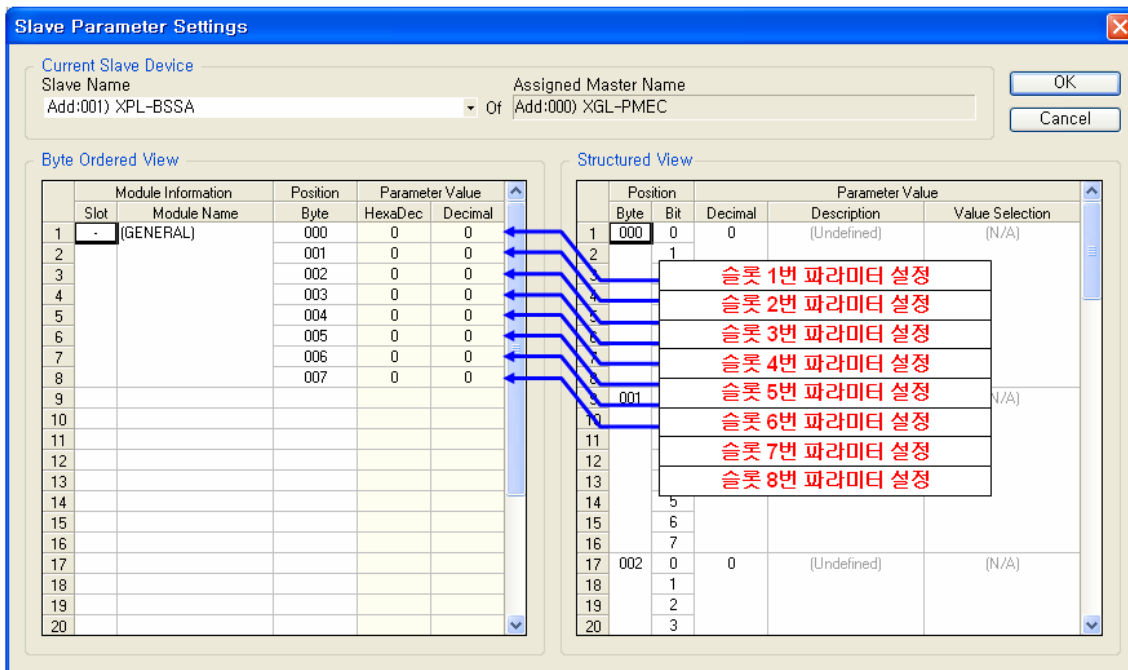 Slave Parameter Settings
Current Slave Device
Slave Name
Assigned Master Name
Add:001) XPL-BSSA
Of
Add:000) XGL-PMEC
OK
Cancel
Byte Ordered View
Module Information Position Parameter Value
Slot Module Name Byte HexaDec Decimal
1 - (GENERAL) 000 0 0
2 001 0 0
3 002 0 0
4 003 0 0
5 004 0 0
6 005 0 0
7 006 0 0
8 007 0 0
9
10
11
12
13
14
15
16
17
18
19
20
Structured View
Position Parameter Value
Byte Bit Decimal Description Value Selection
1 000 0 0 (Undefined) (N/A)
2 1
3
4
5
6
7
8
9 001 N/A)
10
11
12
13
14 5
15 6
16 7
17 002 0 0 (Undefined) (N/A)
18 1
19 2
20 3
슬롯 1번 파라미터 설정
슬롯 2번 파라미터 설정
슬롯 3번 파라미터 설정
슬롯 4번 파라미터 설정
슬롯 5번 파라미터 설정
슬롯 6번 파라미터 설정
슬롯 7번 파라미터 설정
슬롯 8번 파라미터 설정